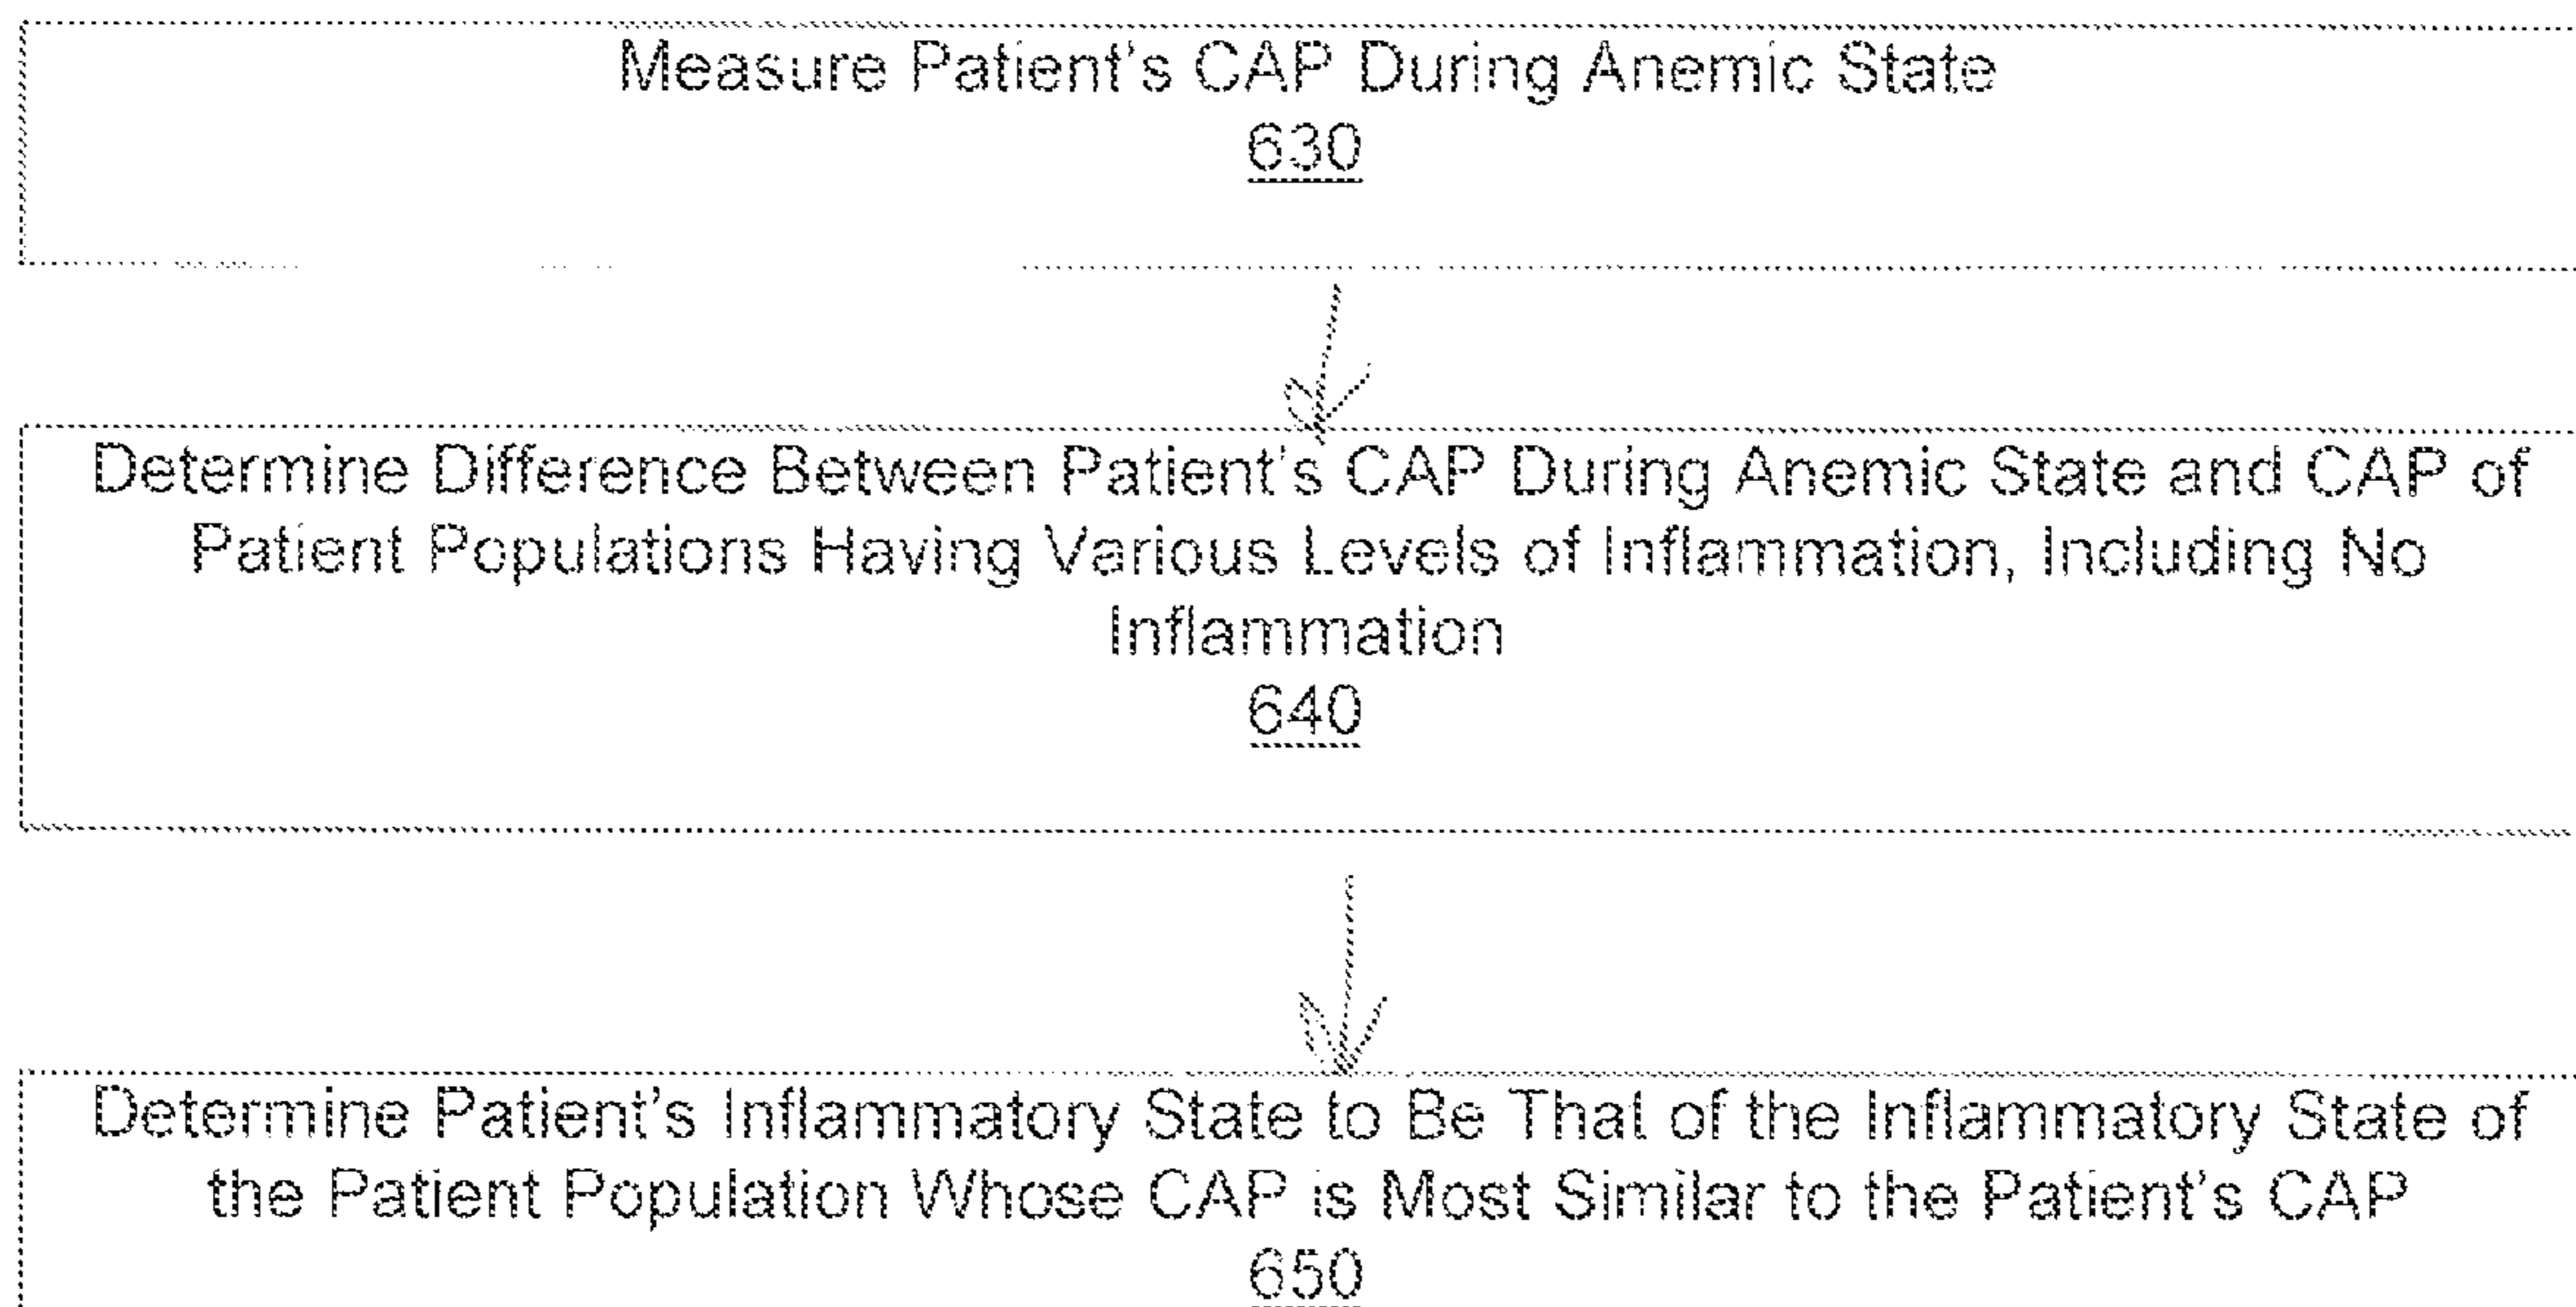 Measure Patient's CAP During Anemic State
630
Determine Difference Between Patient's CAP During Anemic State and CAP of
Patient Populations Having Various Levels of Inflammation, Including No
Inflammation
640
Determine Patient's Inflammatory State to Be That of the Inflammatory State of
the Patient Population Whose CAP is Most Similar to the Patient's CAP
650